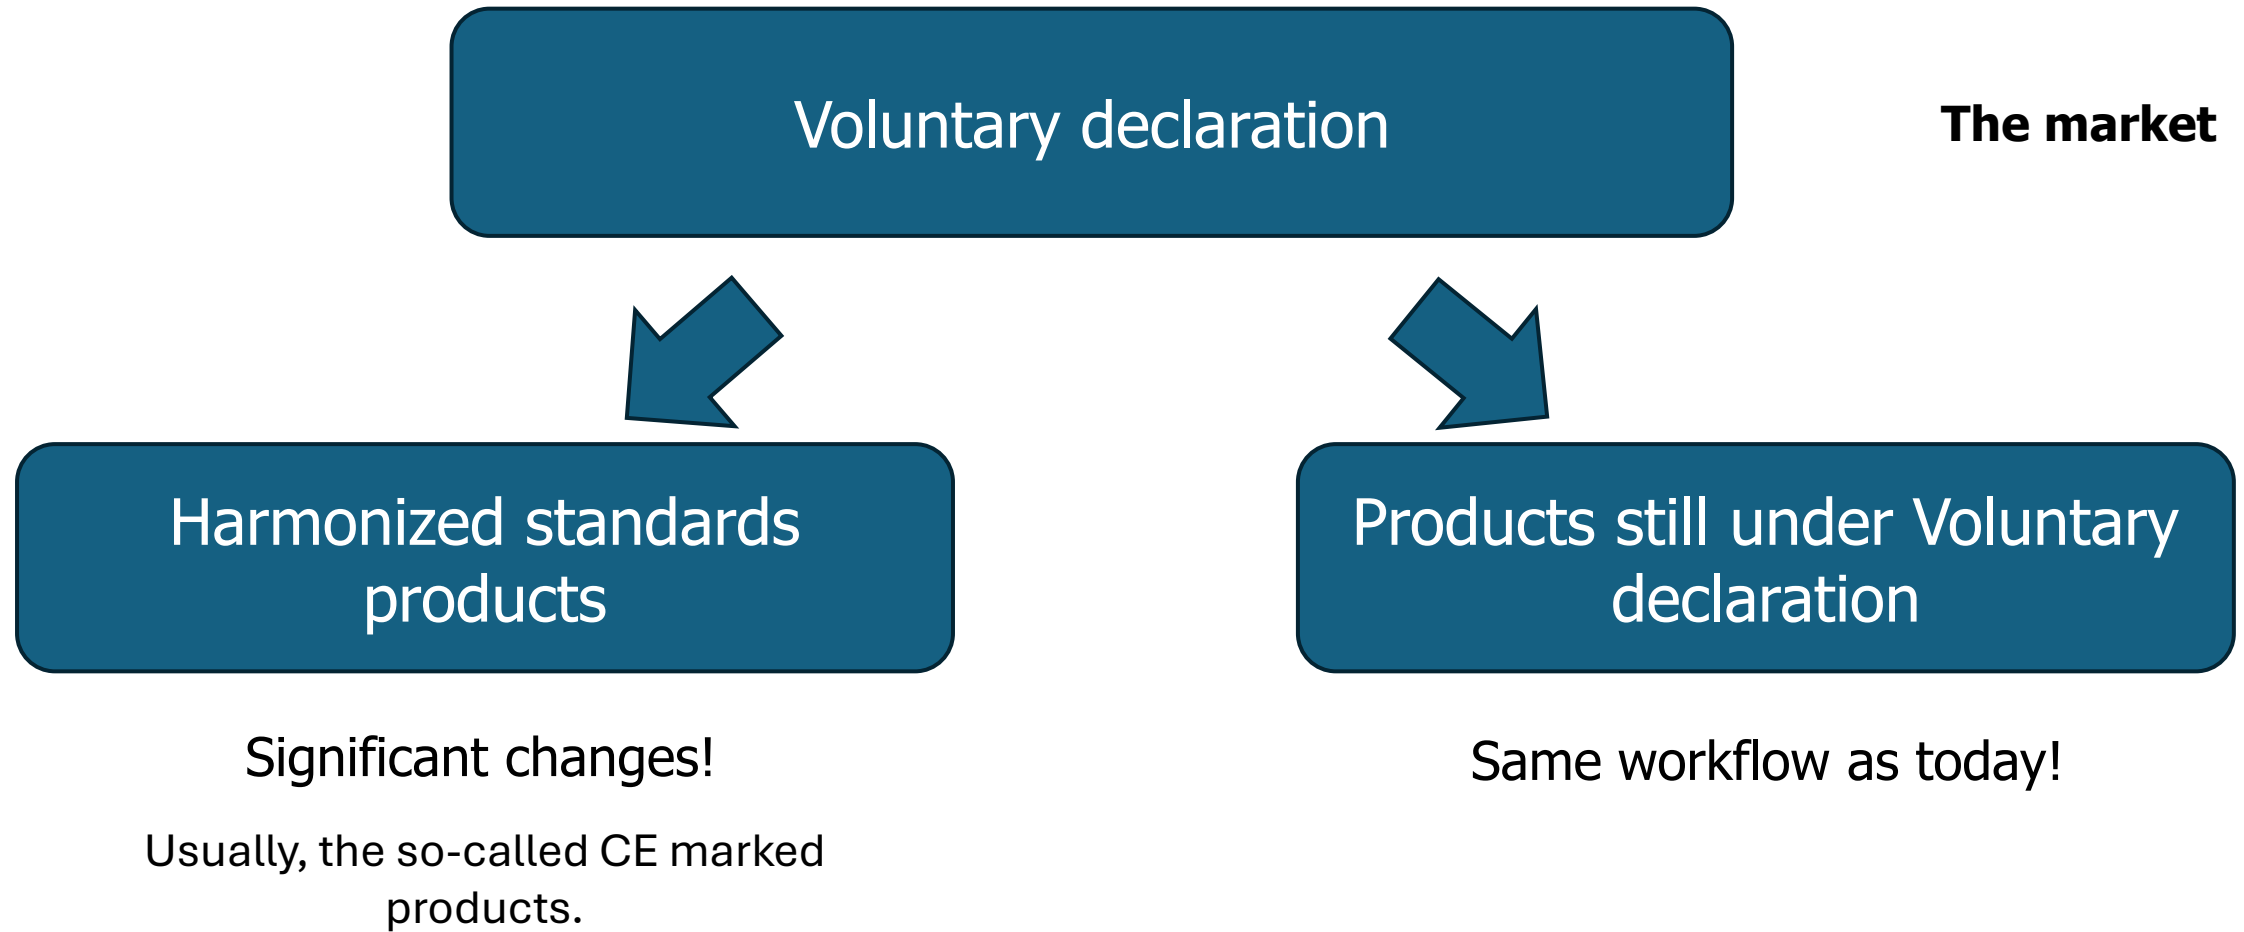 Voluntary declaration
The market
Harmonized standards
products
Products still under Voluntary
declaration
Significant changes!
Same workflow as today!
Usually, the so-called CE marked
products.